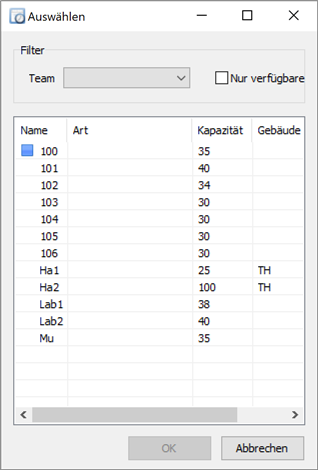 Auswählen
Filter
Team
Nur verfügbare
Name Art Kapazität Gebäude
100 35
101 40
102 34
103 30
104 30
105 30
106 30
Ha1 25 TH
Ha2 100 TH
Lab1 38
Lab2 40
Mu 35
OK Abbrechen